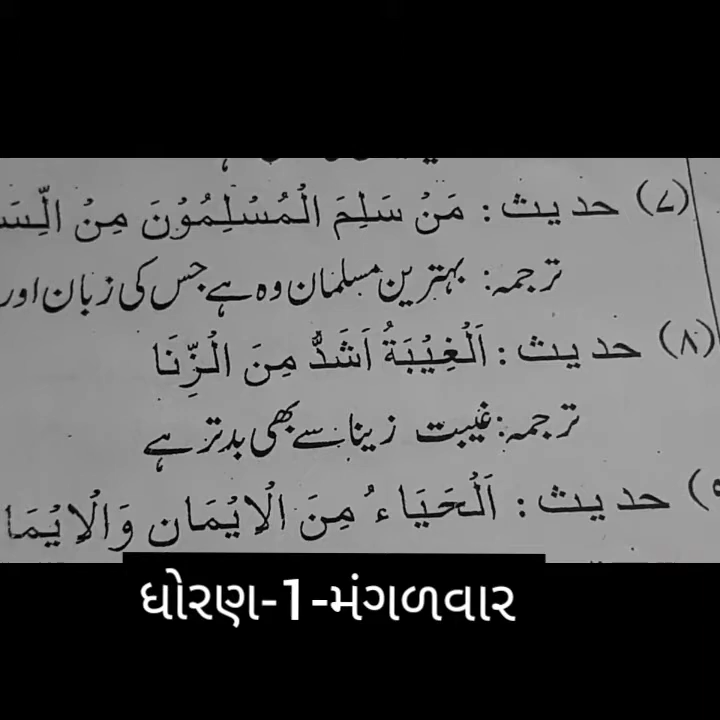 (۷) حدیث : مَنْ سَلِمَ الْمُسْلِمُوْنَ مِنْ
ترجمہ: بہترین مسلمان وہ ہے جس کی زبان اور
(۸) حدیث : اَلْغِيْبَةُ اَشَدُّ مِنَ الْزِّنَا
ترجمہ: غیبت زینا سے بھی بدتر ہے
حدیث : اَلْحَيَاءُ مِنَ الْاِيْمَان
ધોરણ-1-મંગળવાર